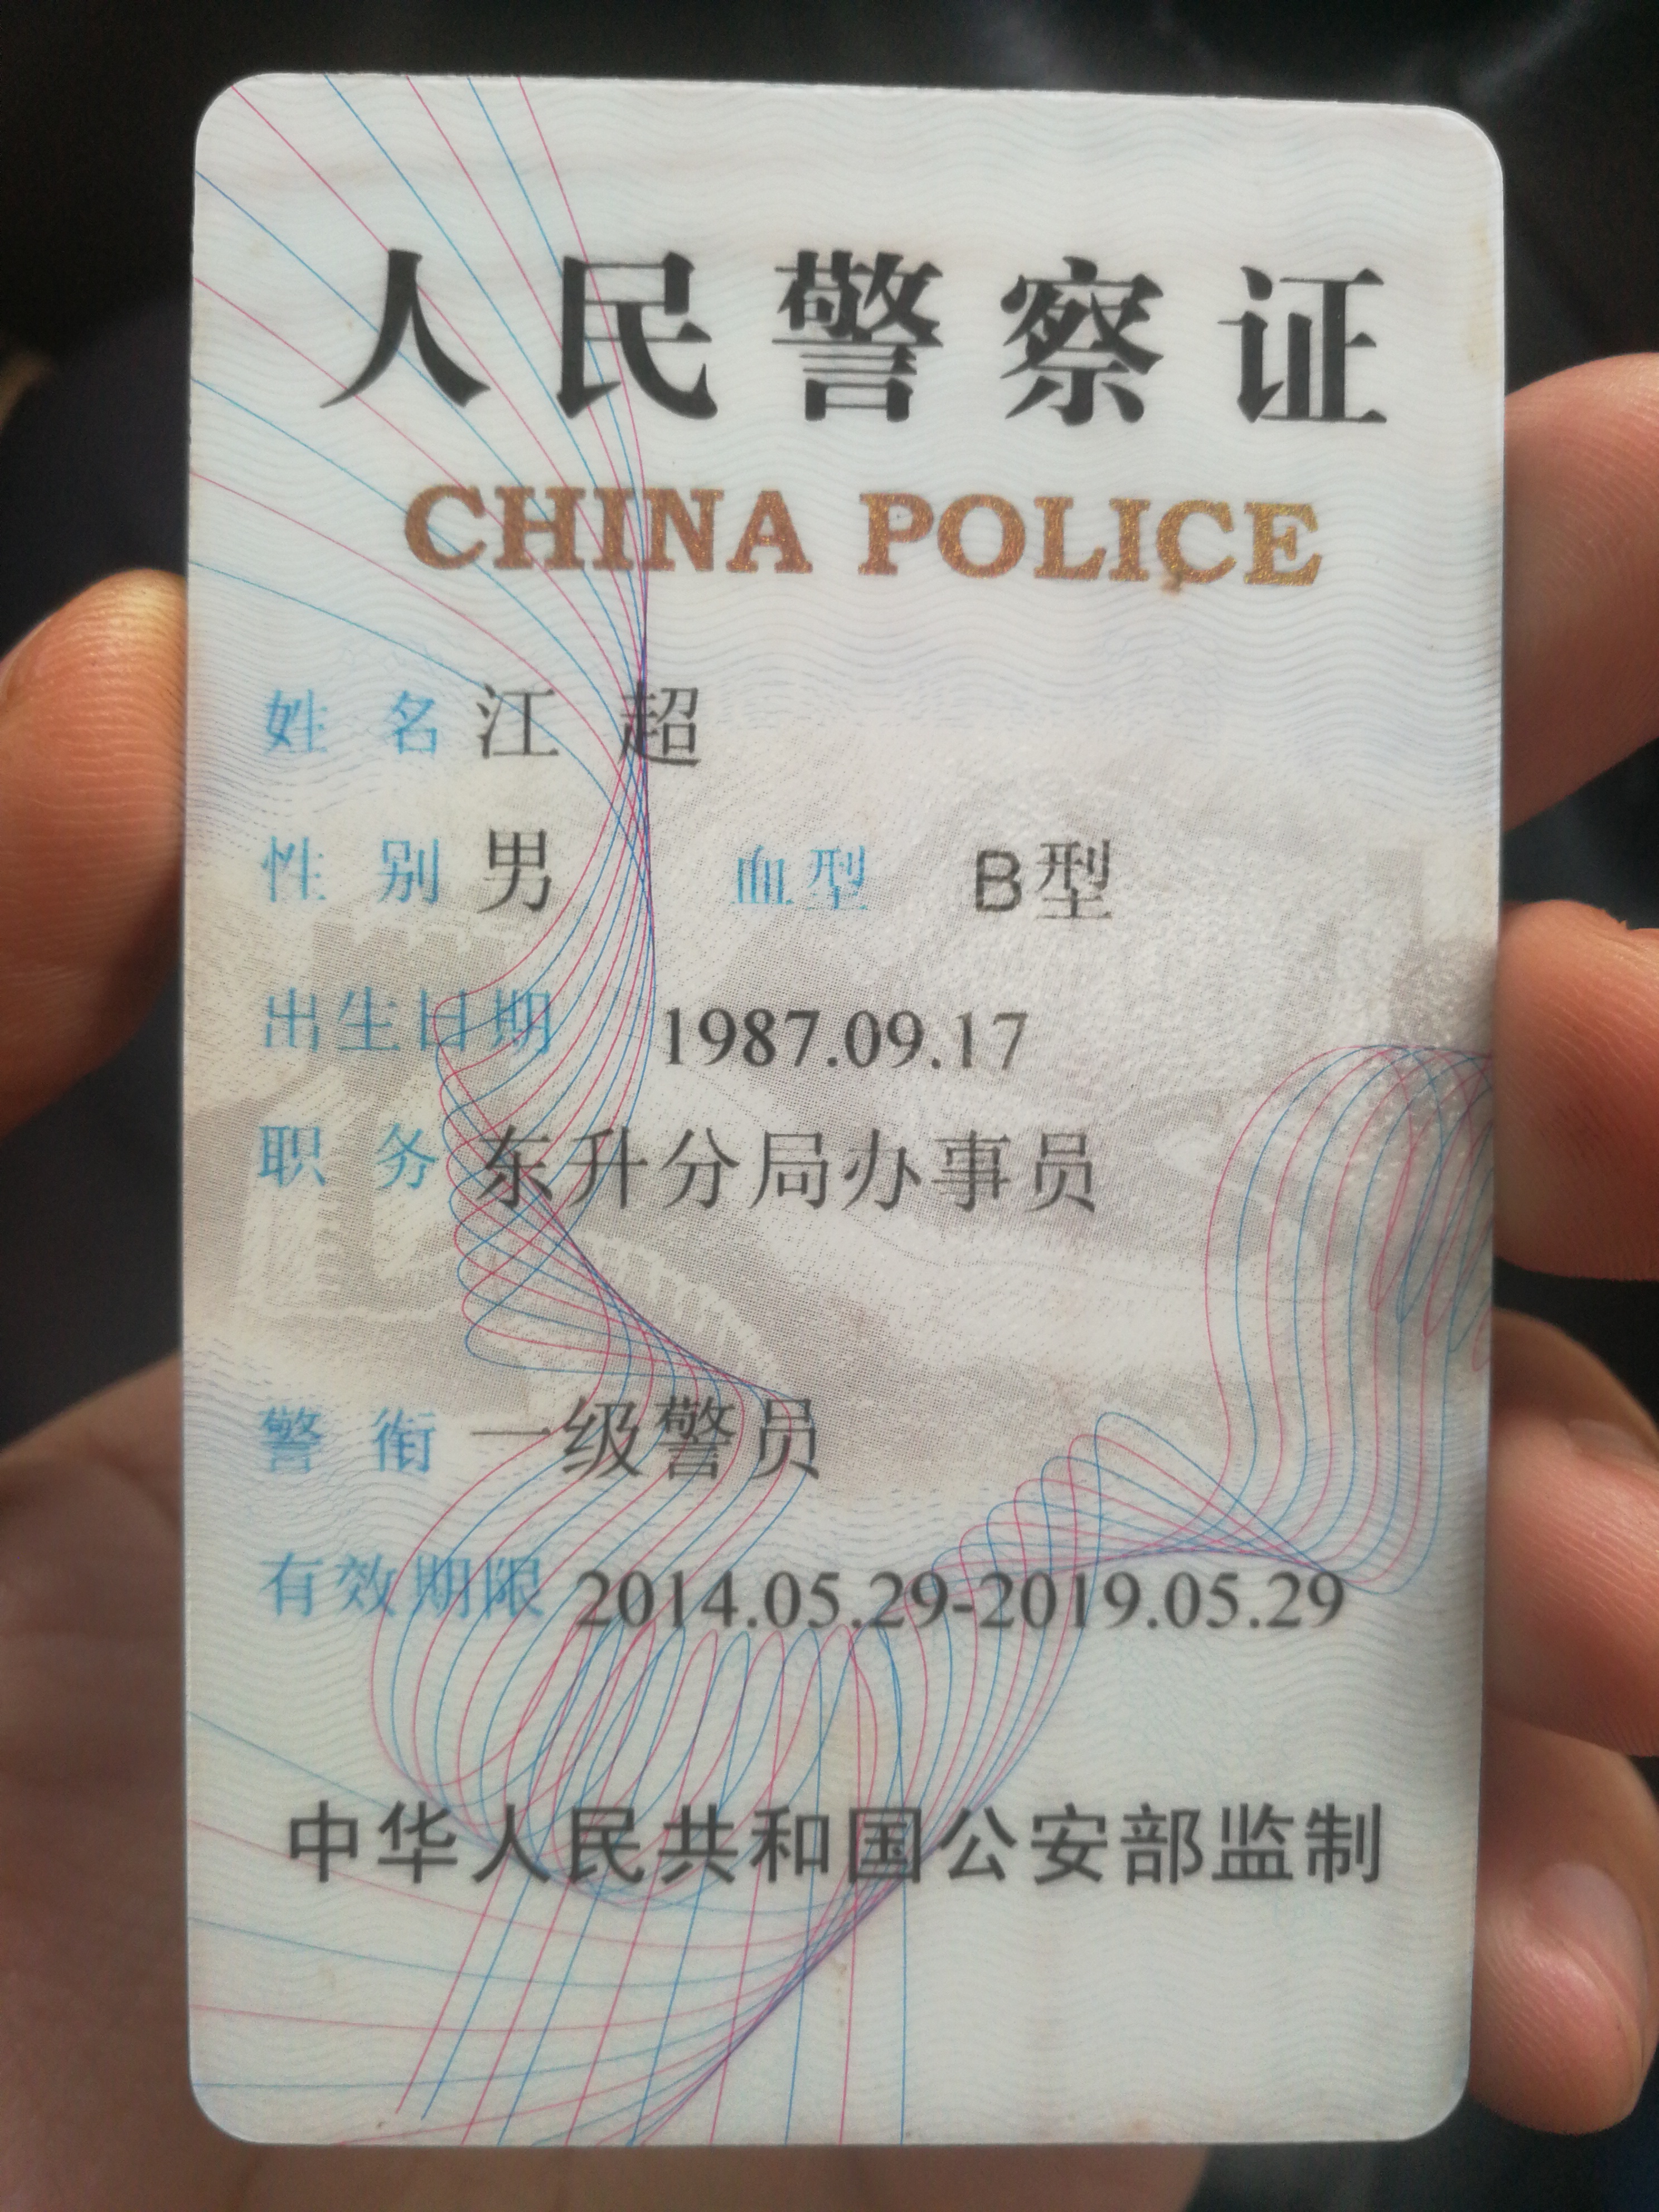 人民警察证
CHINA POLICE
姓名 江超
性别 男 血型 B型
出生日期 1987.09.17
职务 东升分局办事员
警衔 一级警员
有效期限 2014.05.29-2019.05.29
中华人民共和国公安部监制